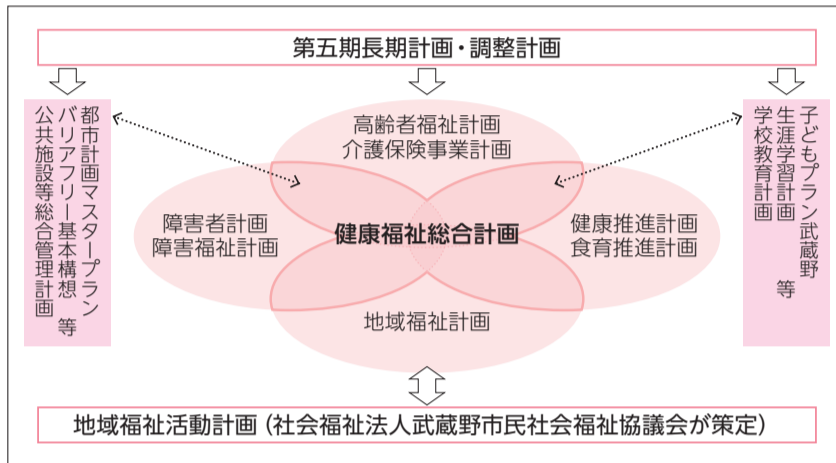 第五期長期計画・調整計画
都市計画マスタープラン
バリアフリー基本構想　等
公共施設等総合管理計画
高齢者福祉計画
介護保険事業計画
障害者計画
障害福祉計画
健康福祉総合計画
健康推進計画
食育推進計画
地域福祉計画
子どもプラン武蔵野
生涯学習計画　等
学校教育計画
地域福祉活動計画（社会福祉法人武蔵野市民社会福祉協議会が策定）